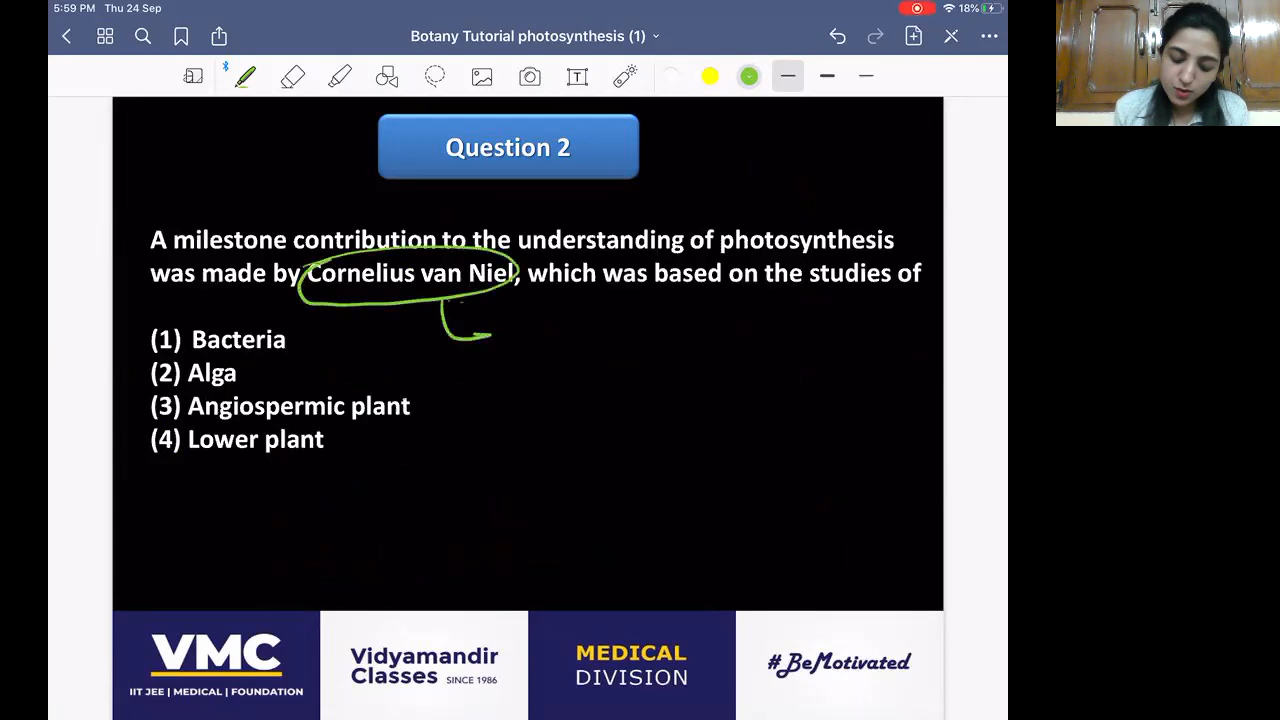 5:59 PM Thu 24 Sep
18%
Botany Tutorial photosynthesis (1)
T
Question 2
A milestone contribution to the understanding of photosynthesis
was made by Cornelius van Niel, which was based on the studies of
(1) Bacteria
(2) Alga
(3) Angiospermic plant
(4) Lower plant
VMC
IIT JEE | MEDICAL | FOUNDATION
Vidyamandir
Classes SINCE 1986
MEDICAL
DIVISION
#BeMotivated